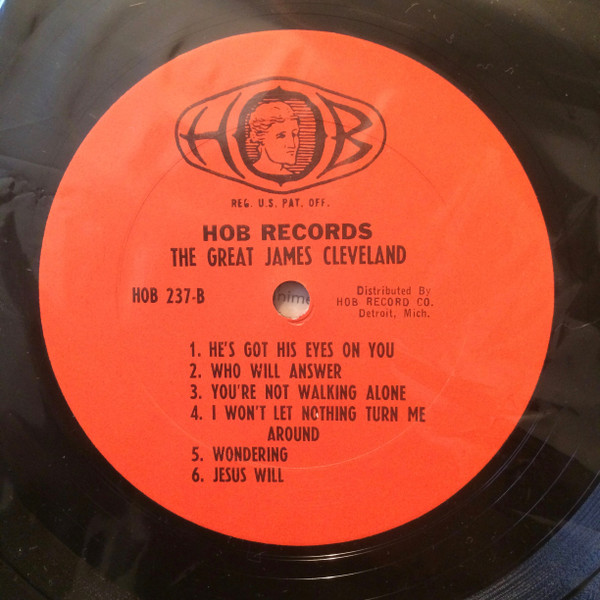 HOB
REG. U.S. PAT. OFF.
HOB RECORDS
THE GREAT JAMES CLEVELAND
HOB 237-B
Distributed By
HOB RECORD CO.
Detroit, Mich.
1. HE'S GOT HIS EYES ON YOU
2. WHO WILL ANSWER
3. YOU'RE NOT WALKING ALONE
4. I WON'T LET NOTHING TURN ME
AROUND
5. WONDERING
6. JESUS WILL